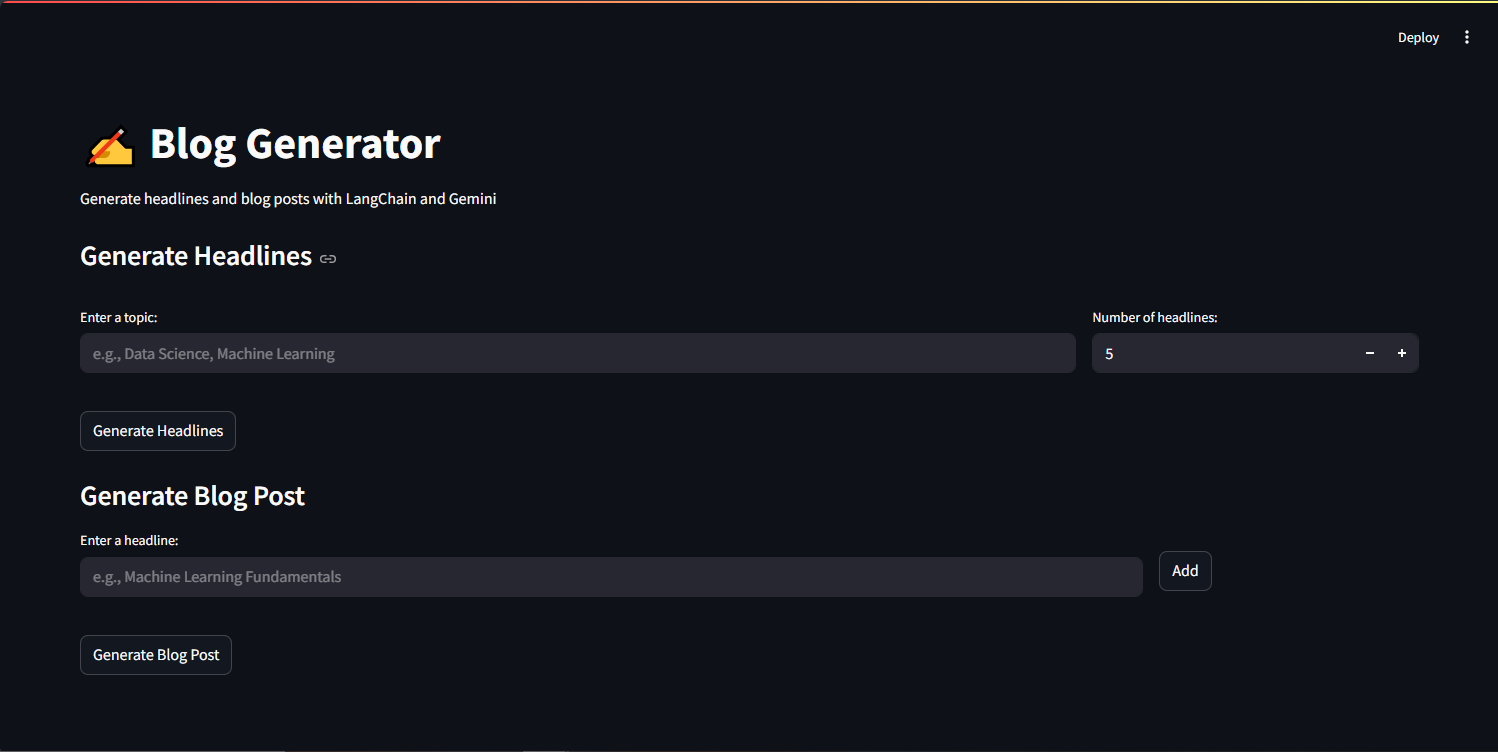 Deploy
Blog Generator
Generate headlines and blog posts with LangChain and Gemini
Generate Headlines
Enter a topic:
Number of headlines:
e.g., Data Science, Machine Learning
5
Generate Headlines
Generate Blog Post
Enter a headline:
e.g., Machine Learning Fundamentals
Add
Generate Blog Post